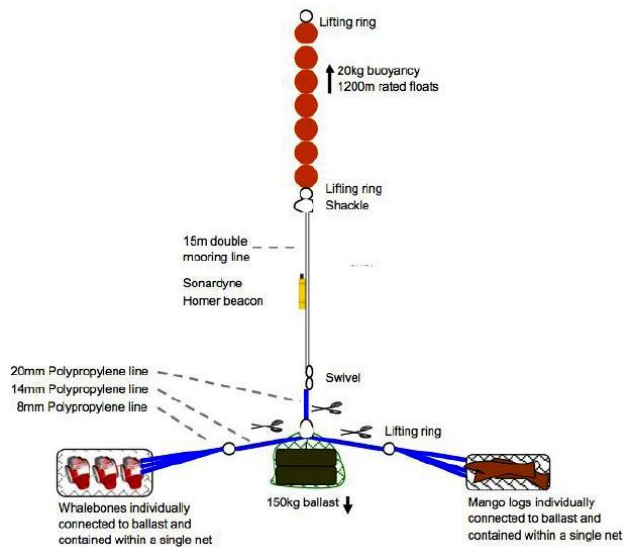 Lifting ring
20kg buoyancy
1200m rated floats
Lifting ring
Shackle
15m double
mooring line
Sonardyne
Homer beacon
20mm Polypropylene line
Swivel
14mm Polypropylene line
8mm Polypropylene line
Lifting ring
150kg ballast
Whalebones individually
connected to ballast and
contained within a single net
Mango logs individually
connected to ballast and
contained within a single net